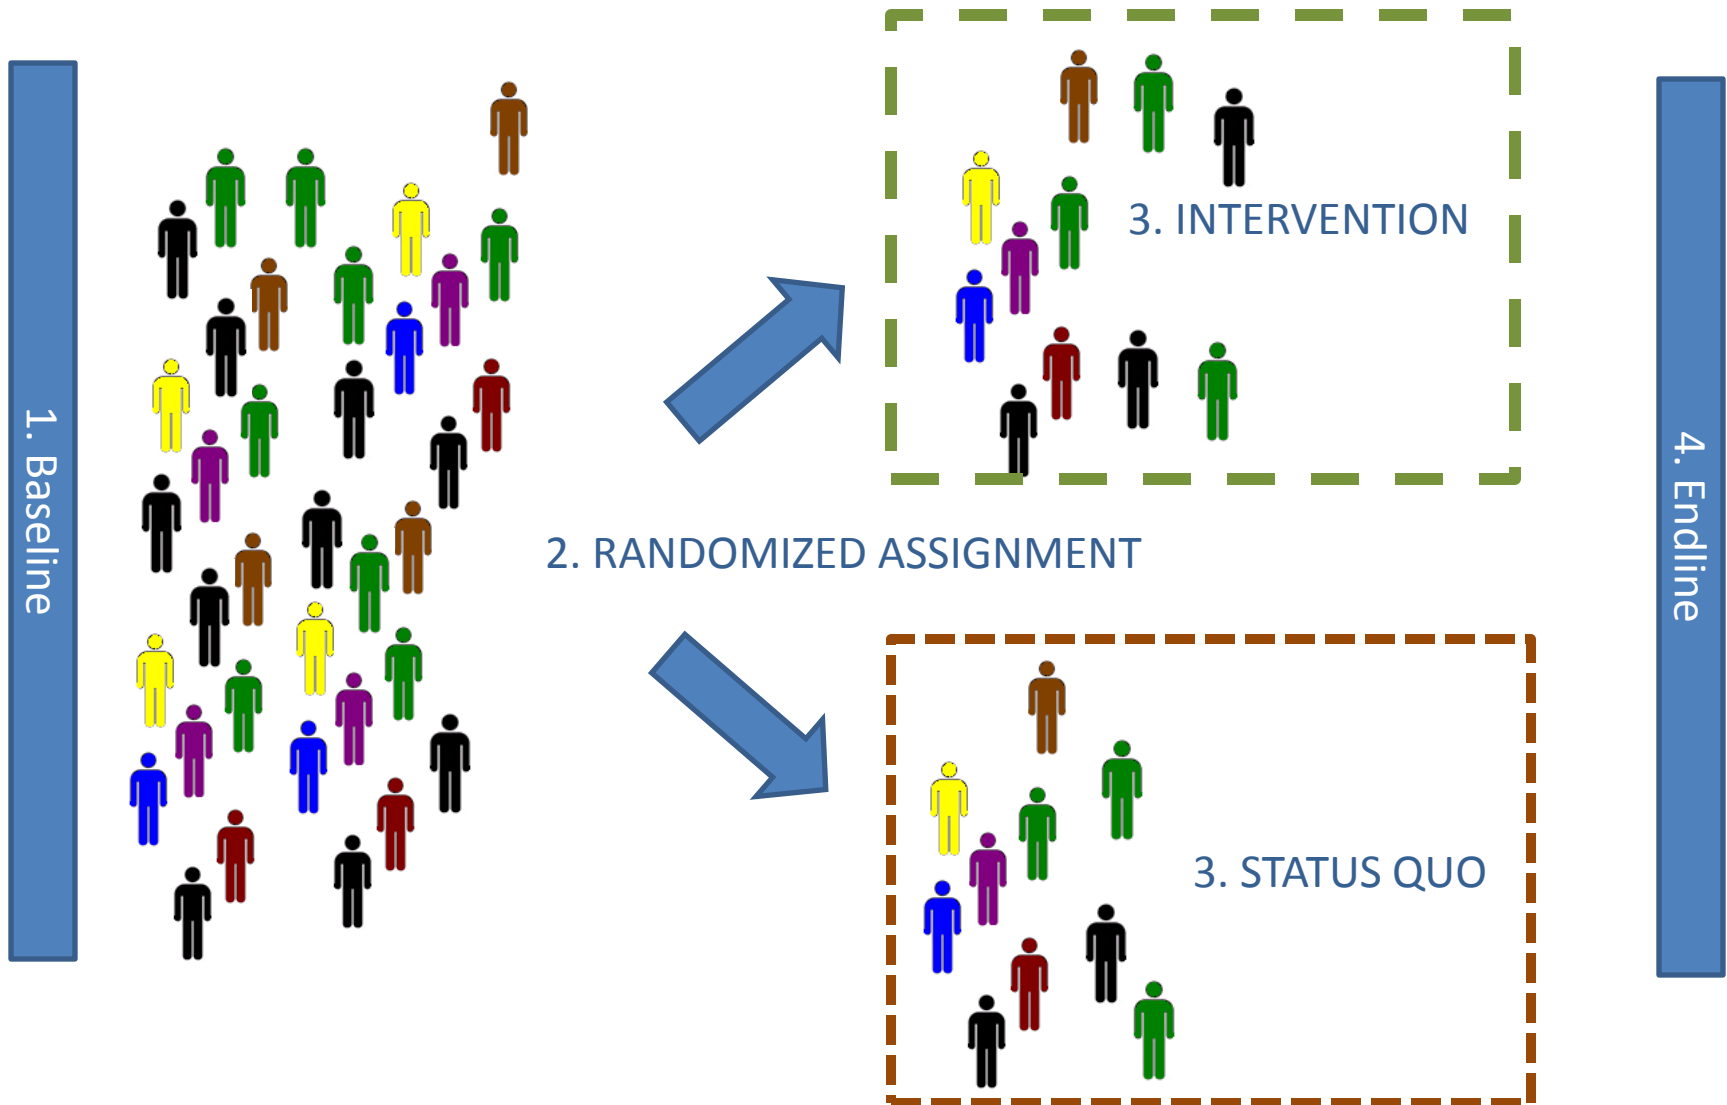 1. Baseline
2. RANDOMIZED ASSIGNMENT
3. INTERVENTION
3. STATUS QUO
4. Endline